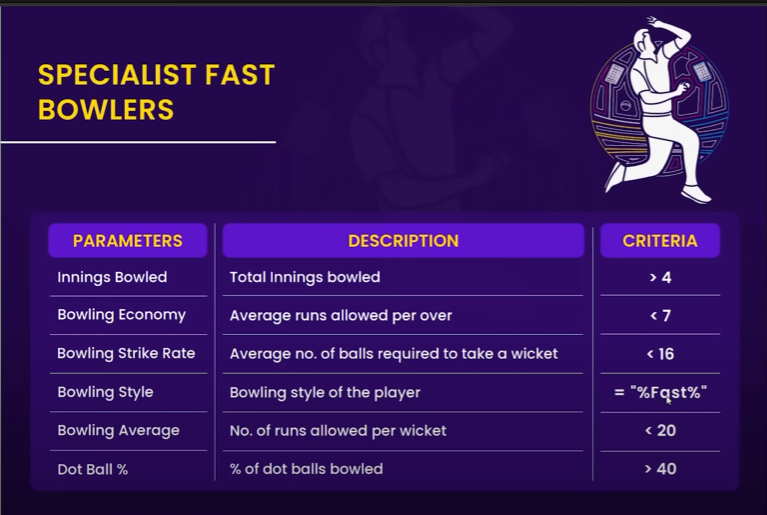 SPECIALIST FAST
BOWLERS
PARAMETERS DESCRIPTION CRITERIA
Innings Bowled Total Innings bowled > 4
Bowling Economy Average runs allowed per over < 7
Bowling Strike Rate Average no. of balls required to take a wicket < 16
Bowling Style Bowling style of the player = "%Fast%"
Bowling Average No. of runs allowed per wicket < 20
Dot Ball % % of dot balls bowled > 40